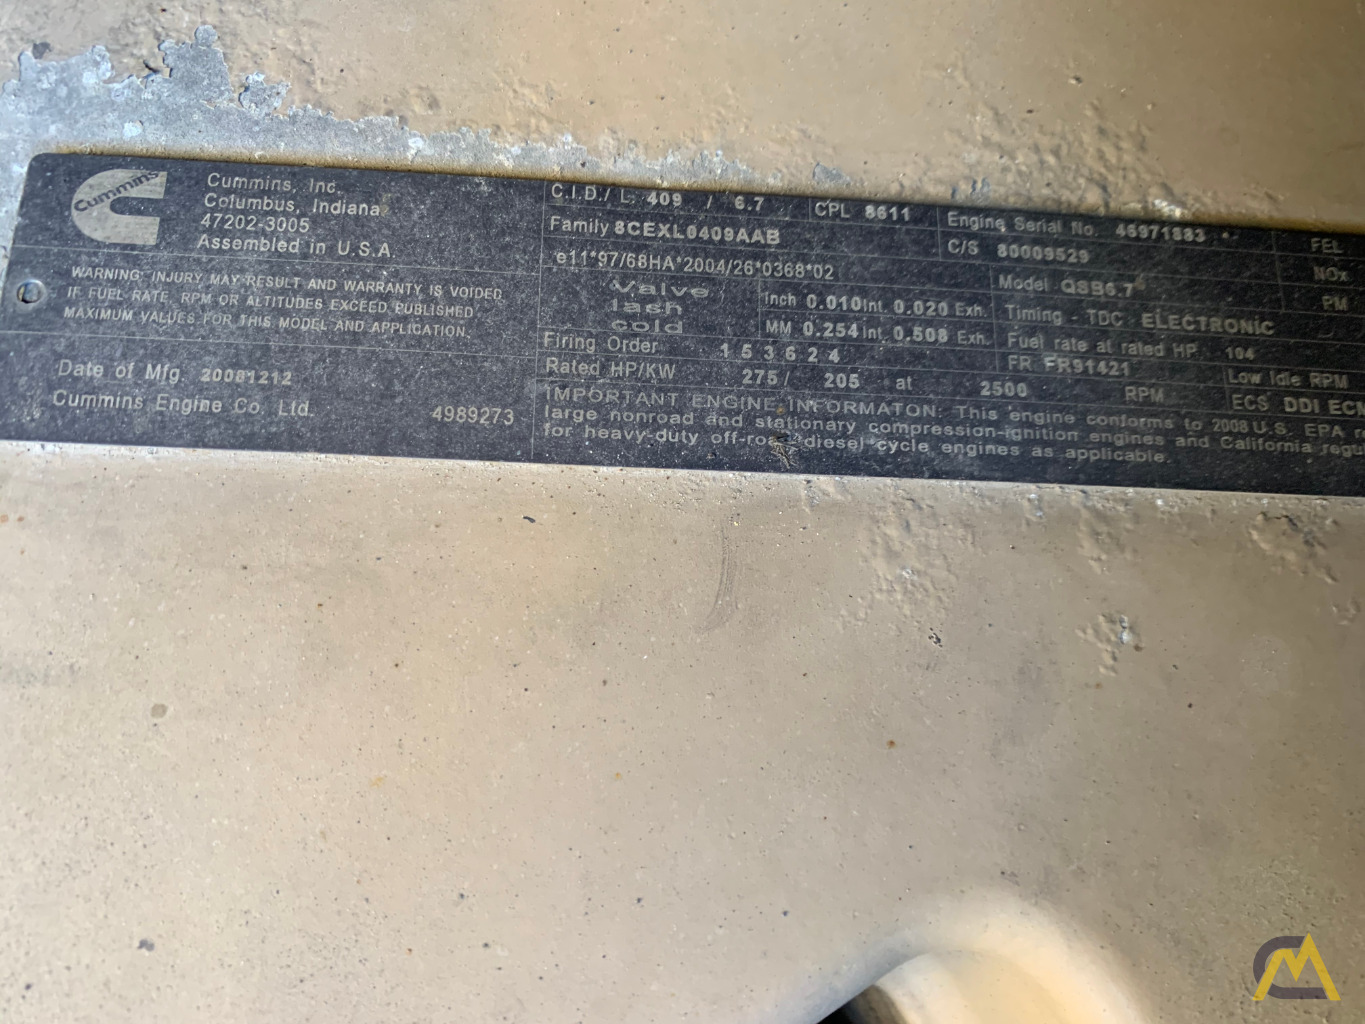 Cummins
Cummins, Inc.
Columbus, Indiana
47202-3005
Assembled in U.S.A.
WARNING: INJURY MAY RESULT AND WARRANTY IS VOIDED
IF FUEL RATE, RPM OR ALTITUDES EXCEED PUBLISHED
MAXIMUM VALUES FOR THIS MODEL AND APPLICATION.
Date of Mfg. 20081212
Cummins Engine Co. Ltd. 4989273
C.I.D./ L. 409 / 6.7 CPL 8611 Engine Serial No. 46971883 FEL
Family 8CEXL0409AAB C/S 80009529 NOx
e11*97/68HA*2004/26*0368*02 Model QSB6.7 PM
Valve
lash
cold
Inch 0.010 Int. 0.020 Exh. Timing - TDC ELECTRONIC
MM 0.254 Int. 0.508 Exh. Fuel rate at rated HP 104
Firing Order 1 5 3 6 2 4 FR FR91421 Low Idle RPM
Rated HP/KW 275/ 205 at 2500 RPM ECS DDI
IMPORTANT ENGINE INFORMATON: This engine conforms to 2008 U.S. EPA
large nonroad and stationary compression-ignition engines and California
for heavy-duty off-road diesel cycle engines as applicable.